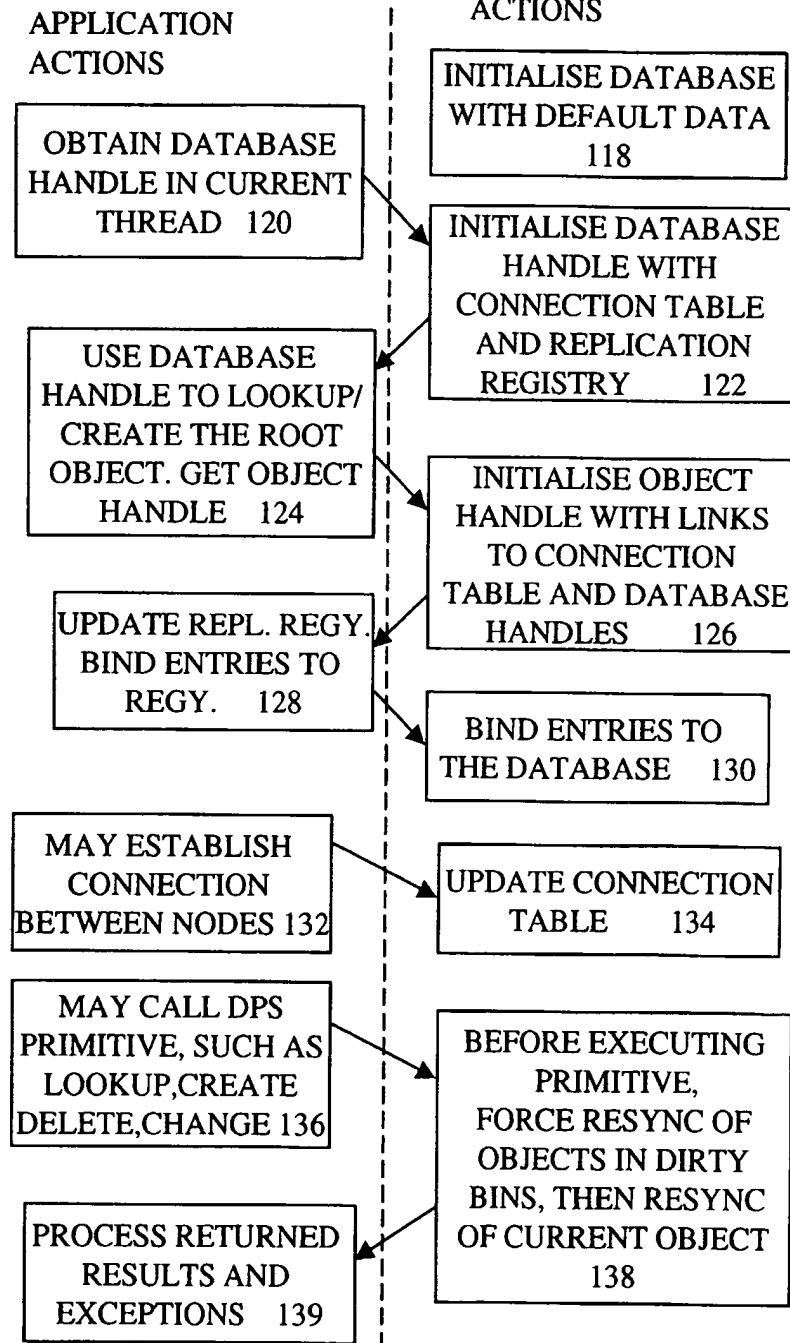 APPLICATION
ACTIONS
ACTIONS
INITIALISE DATABASE
WITH DEFAULT DATA
118
OBTAIN DATABASE
HANDLE IN CURRENT
THREAD 120
INITIALISE DATABASE
HANDLE WITH
CONNECTION TABLE
AND REPLICATION
REGISTRY 122
USE DATABASE
HANDLE TO LOOKUP/
CREATE THE ROOT
OBJECT. GET OBJECT
HANDLE 124
INITIALISE OBJECT
HANDLE WITH LINKS
TO CONNECTION
TABLE AND DATABASE
HANDLES 126
UPDATE REPL. REGY.
BIND ENTRIES TO
REGY. 128
BIND ENTRIES TO
THE DATABASE 130
MAY ESTABLISH
CONNECTION
BETWEEN NODES 132
UPDATE CONNECTION
TABLE 134
MAY CALL DPS
PRIMITIVE, SUCH AS
LOOKUP,CREATE
DELETE,CHANGE 136
BEFORE EXECUTING
PRIMITIVE,
FORCE RESYNC OF
OBJECTS IN DIRTY
BINS, THEN RESYNC
OF CURRENT OBJECT
138
PROCESS RETURNED
RESULTS AND
EXCEPTIONS 139